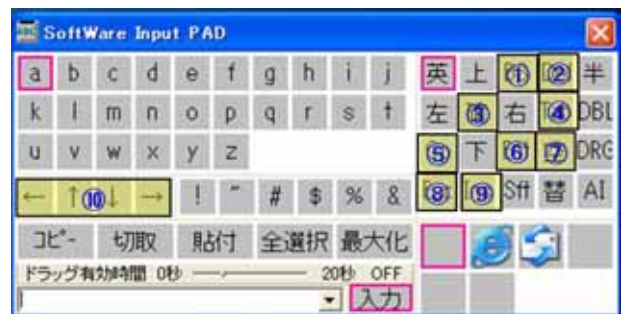 SoftWare Input PAD
a b c d e f g h i j 英 上 ① ② 半
k l m n o p q r s t 左 ③ 右 ④ DBL
u v w x y z ⑤ 下 ⑥ ⑦ DRG
← ↑ ⑩ ↓ → ! " # $ % & ⑧ ⑨ Sft 替 AI
コピー 切取 貼付 全選択 最大化
ドラッグ有効時間 0秒 20秒 OFF
入力